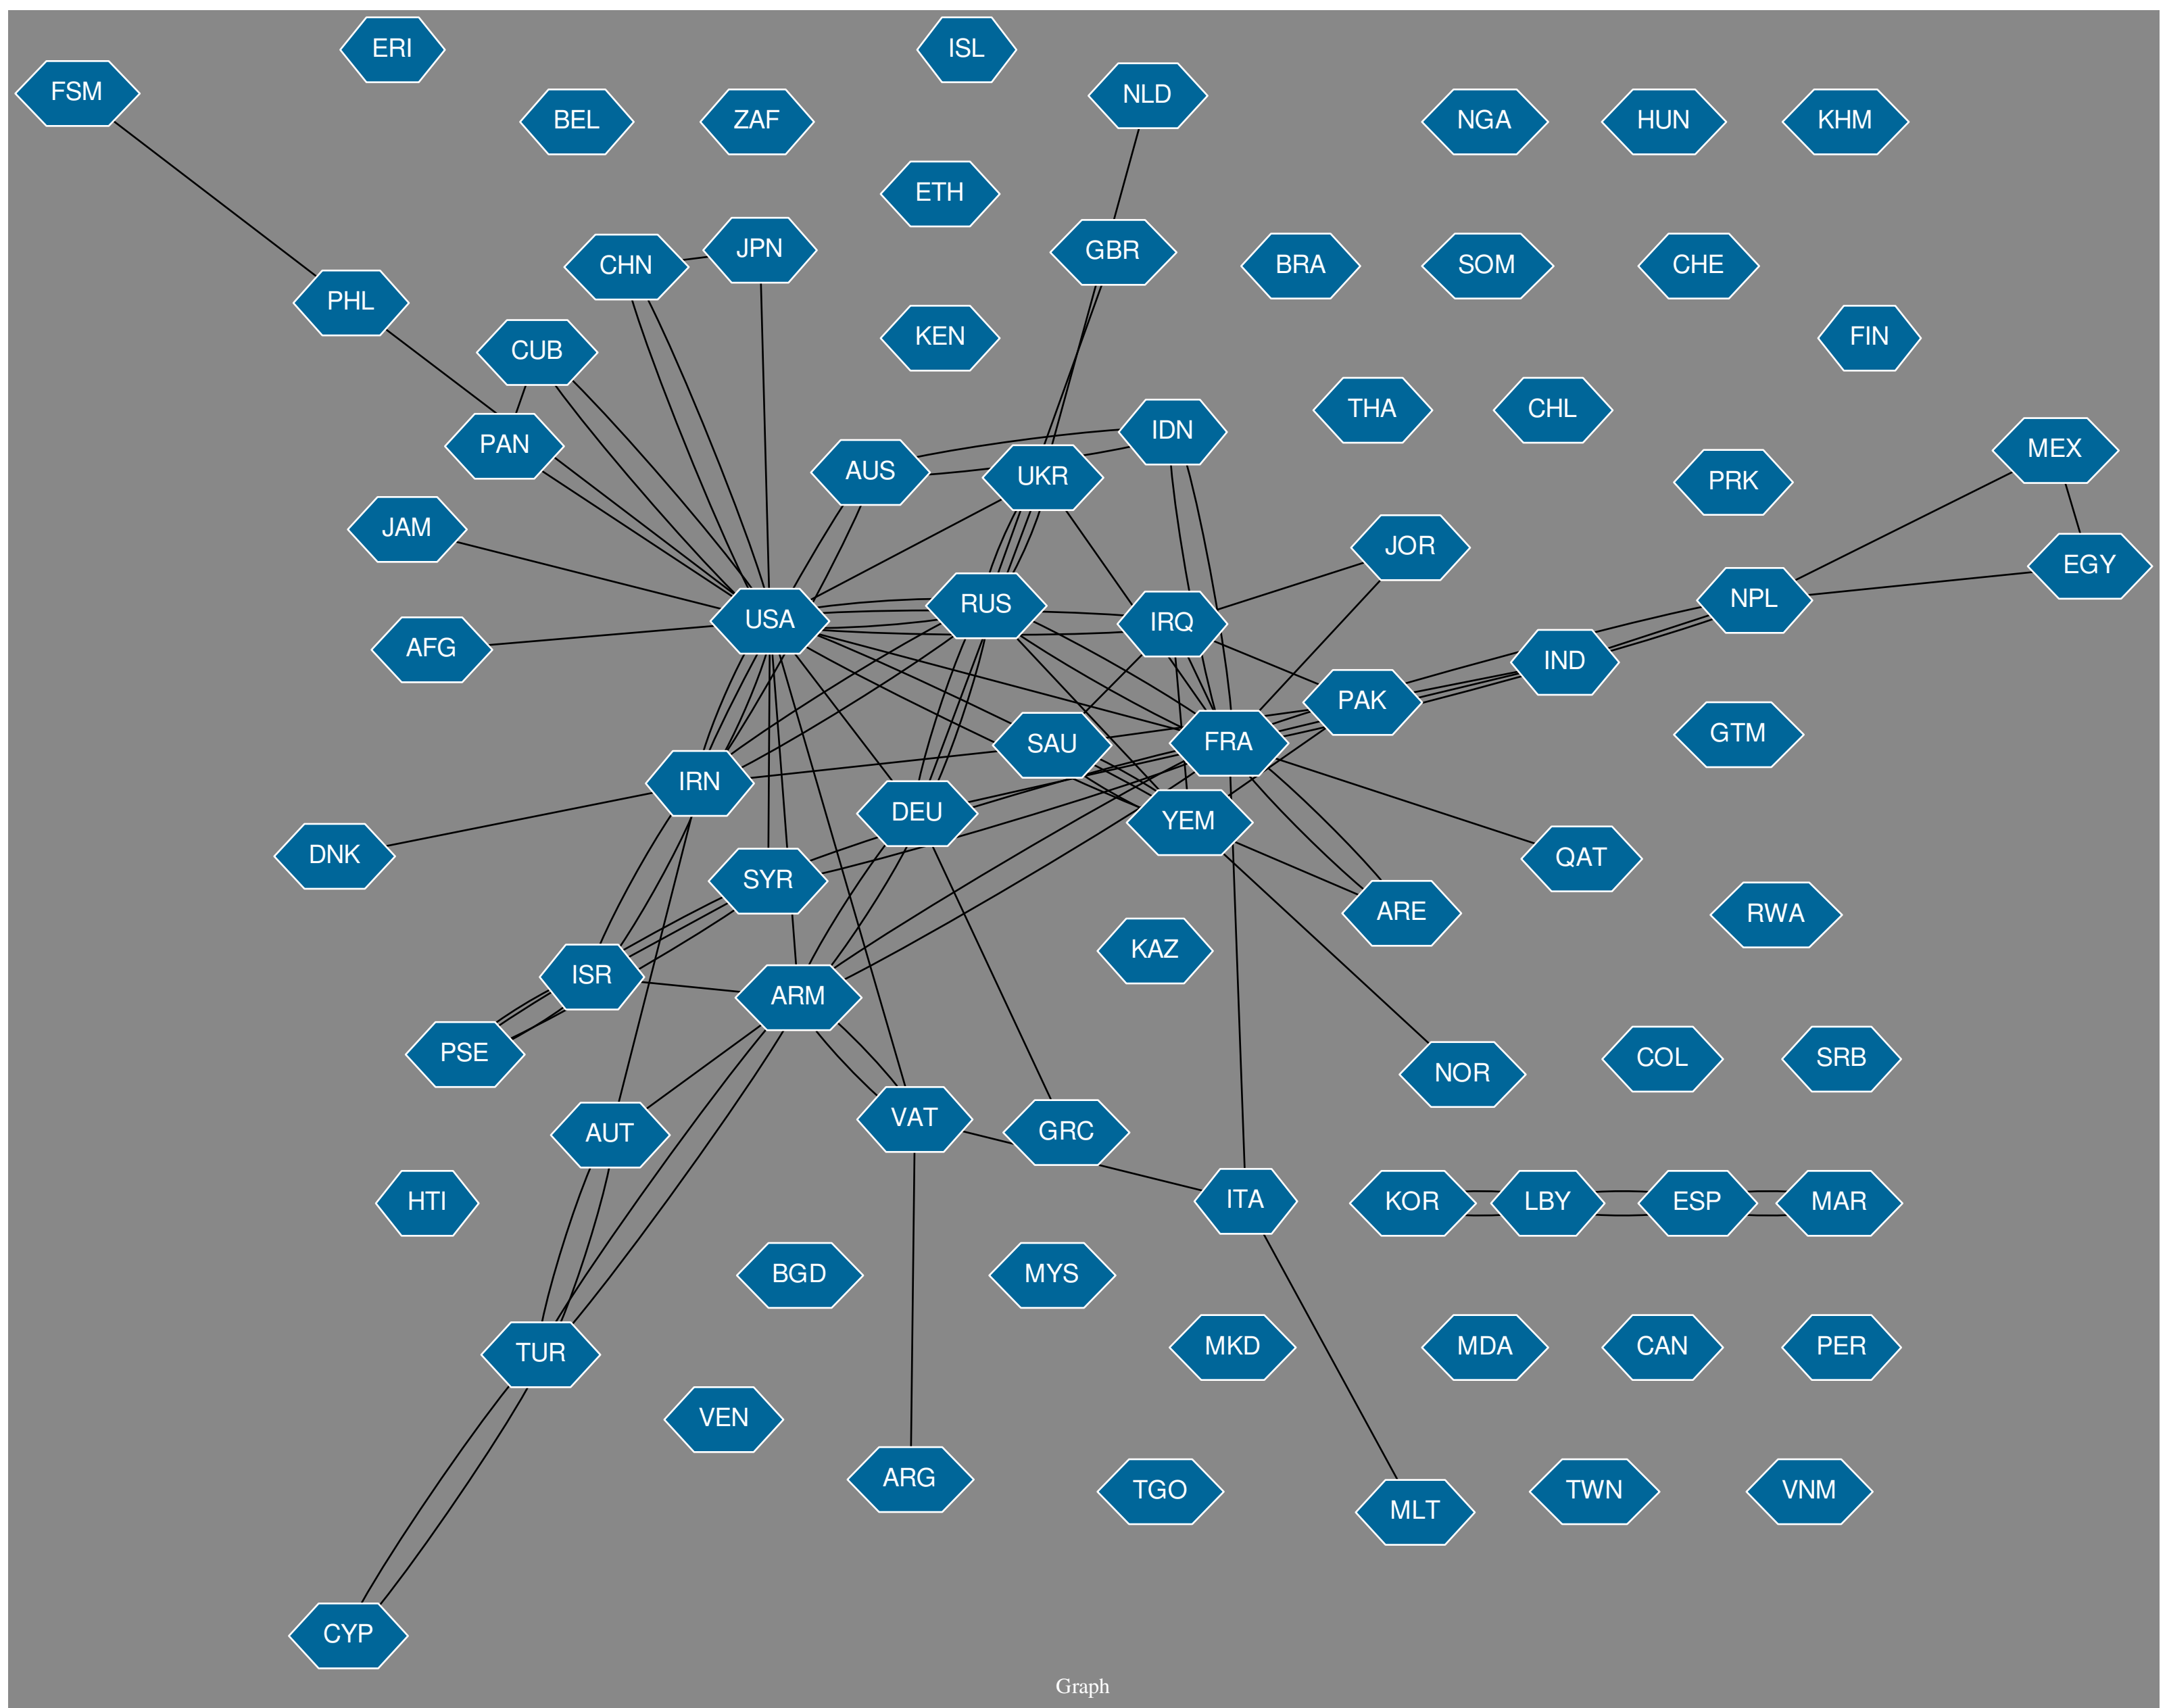 ERI
ISL
FSM
NLD
BEL
ZAF
NGA
HUN
KHM
ETH
JPN
GBR
CHN
BRA
SOM
CHE
PHL
KEN
FIN
CUB
THA
CHL
IDN
PAN
MEX
AUS
UKR
PRK
JAM
JOR
EGY
NPL
RUS
USA
IRQ
AFG
IND
PAK
GTM
FRA
SAU
IRN
DEU
YEM
DNK
QAT
SYR
ARE
RWA
KAZ
ISR
ARM
PSE
COL
SRB
NOR
VAT
AUT
GRC
HTI
ITA
KOR
LBY
ESP
MAR
BGD
MYS
TUR
MKD
MDA
CAN
PER
VEN
ARG
TGO
TWN
VNM
MLT
CYP
Graph